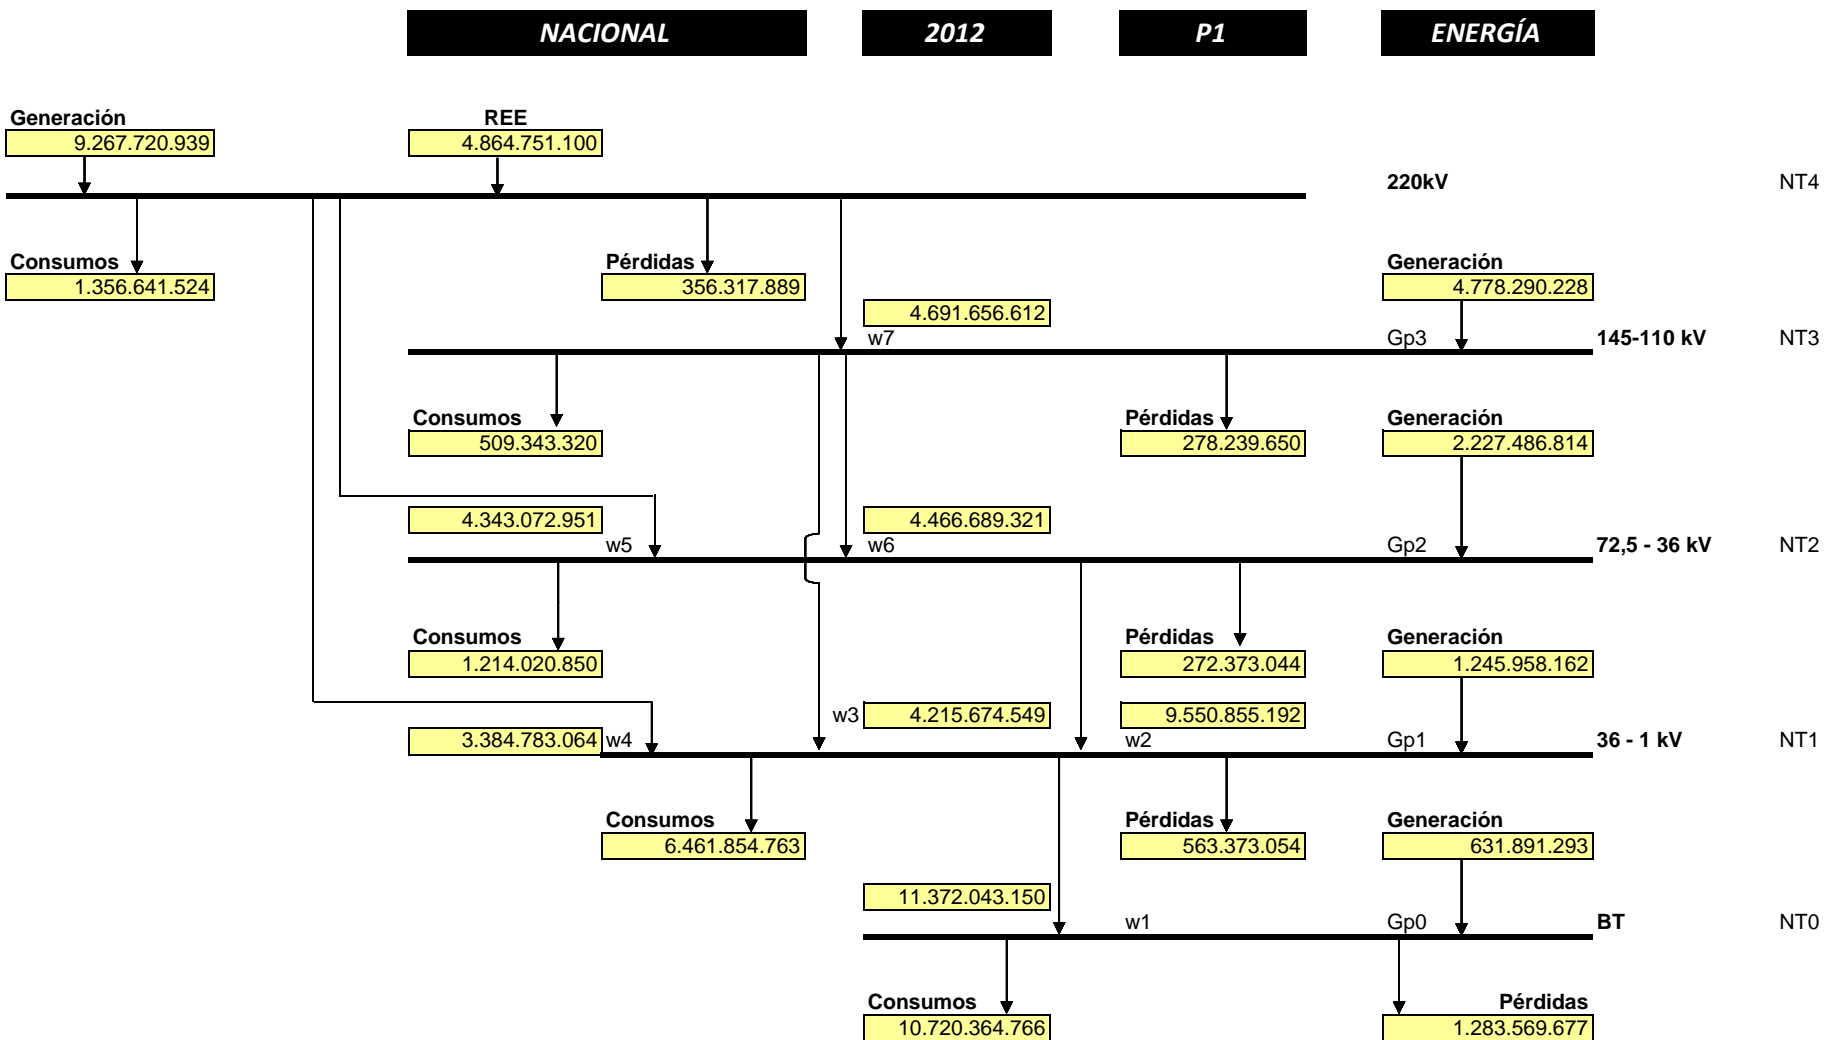 NACIONAL 2012 P1 ENERGÍA
Generación REE
9.267.720.939 4.864.751.100
220kV NT4
Consumos Pérdidas Generación
1.356.641.524 356.317.889 4.778.290.228
4.691.656.612
w7 Gp3 145-110 kV NT3
Consumos Pérdidas Generación
509.343.320 278.239.650 2.227.486.814
4.343.072.951 4.466.689.321
w5 w6 Gp2 72,5 - 36 kV NT2
Consumos Pérdidas Generación
1.214.020.850 272.373.044 1.245.958.162
w3 4.215.674.549 9.550.855.192
3.384.783.064 w4 w2 Gp1 36 - 1 kV NT1
Consumos Pérdidas Generación
6.461.854.763 563.373.054 631.891.293
11.372.043.150
w1 Gp0 BT NT0
Consumos Pérdidas
10.720.364.766 1.283.569.677